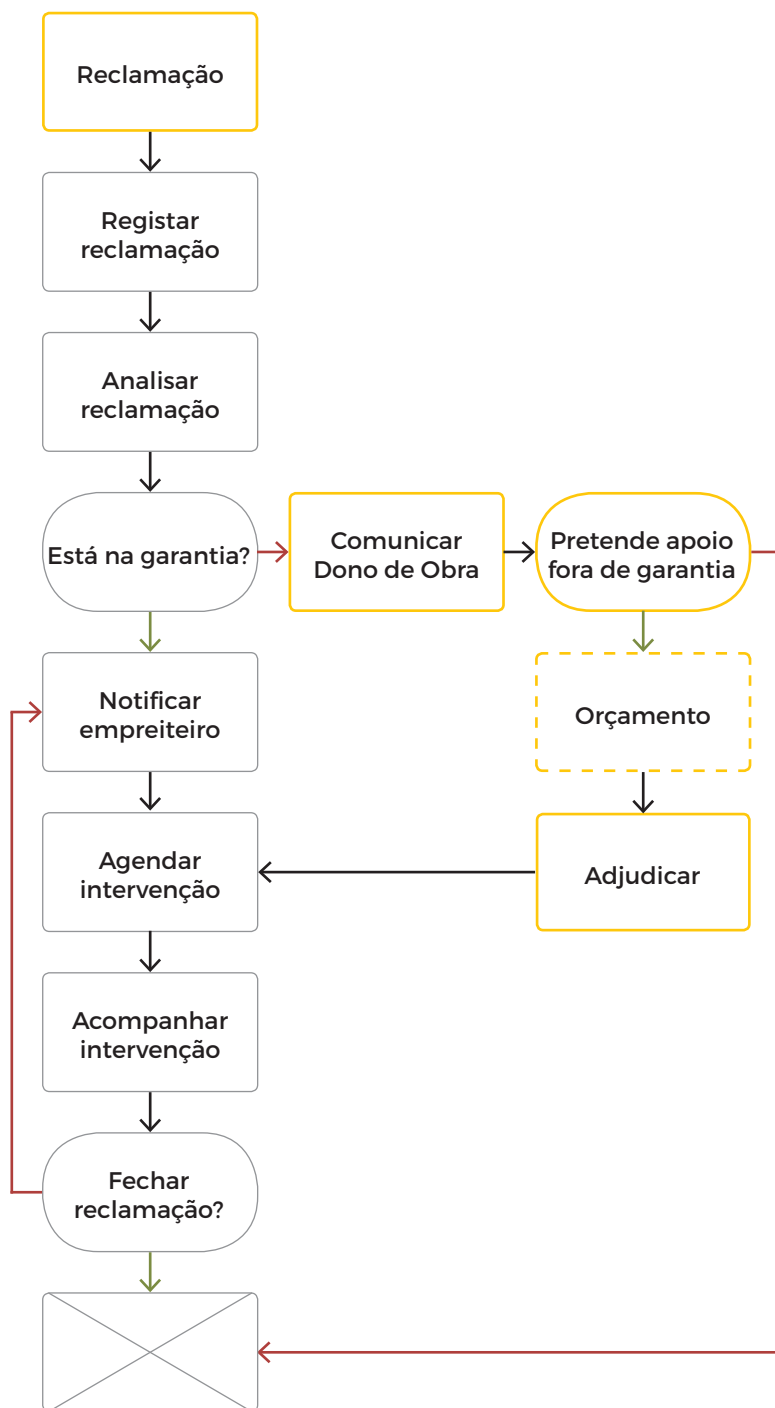 Reclamação
Registar
reclamação
Analisar
reclamação
Está na garantia?
Comunicar
Dono de Obra
Pretende apoio
fora de garantia
Notificar
empreiteiro
Orçamento
Agendar
intervenção
Adjudicar
Acompanhar
intervenção
Fechar
reclamação?